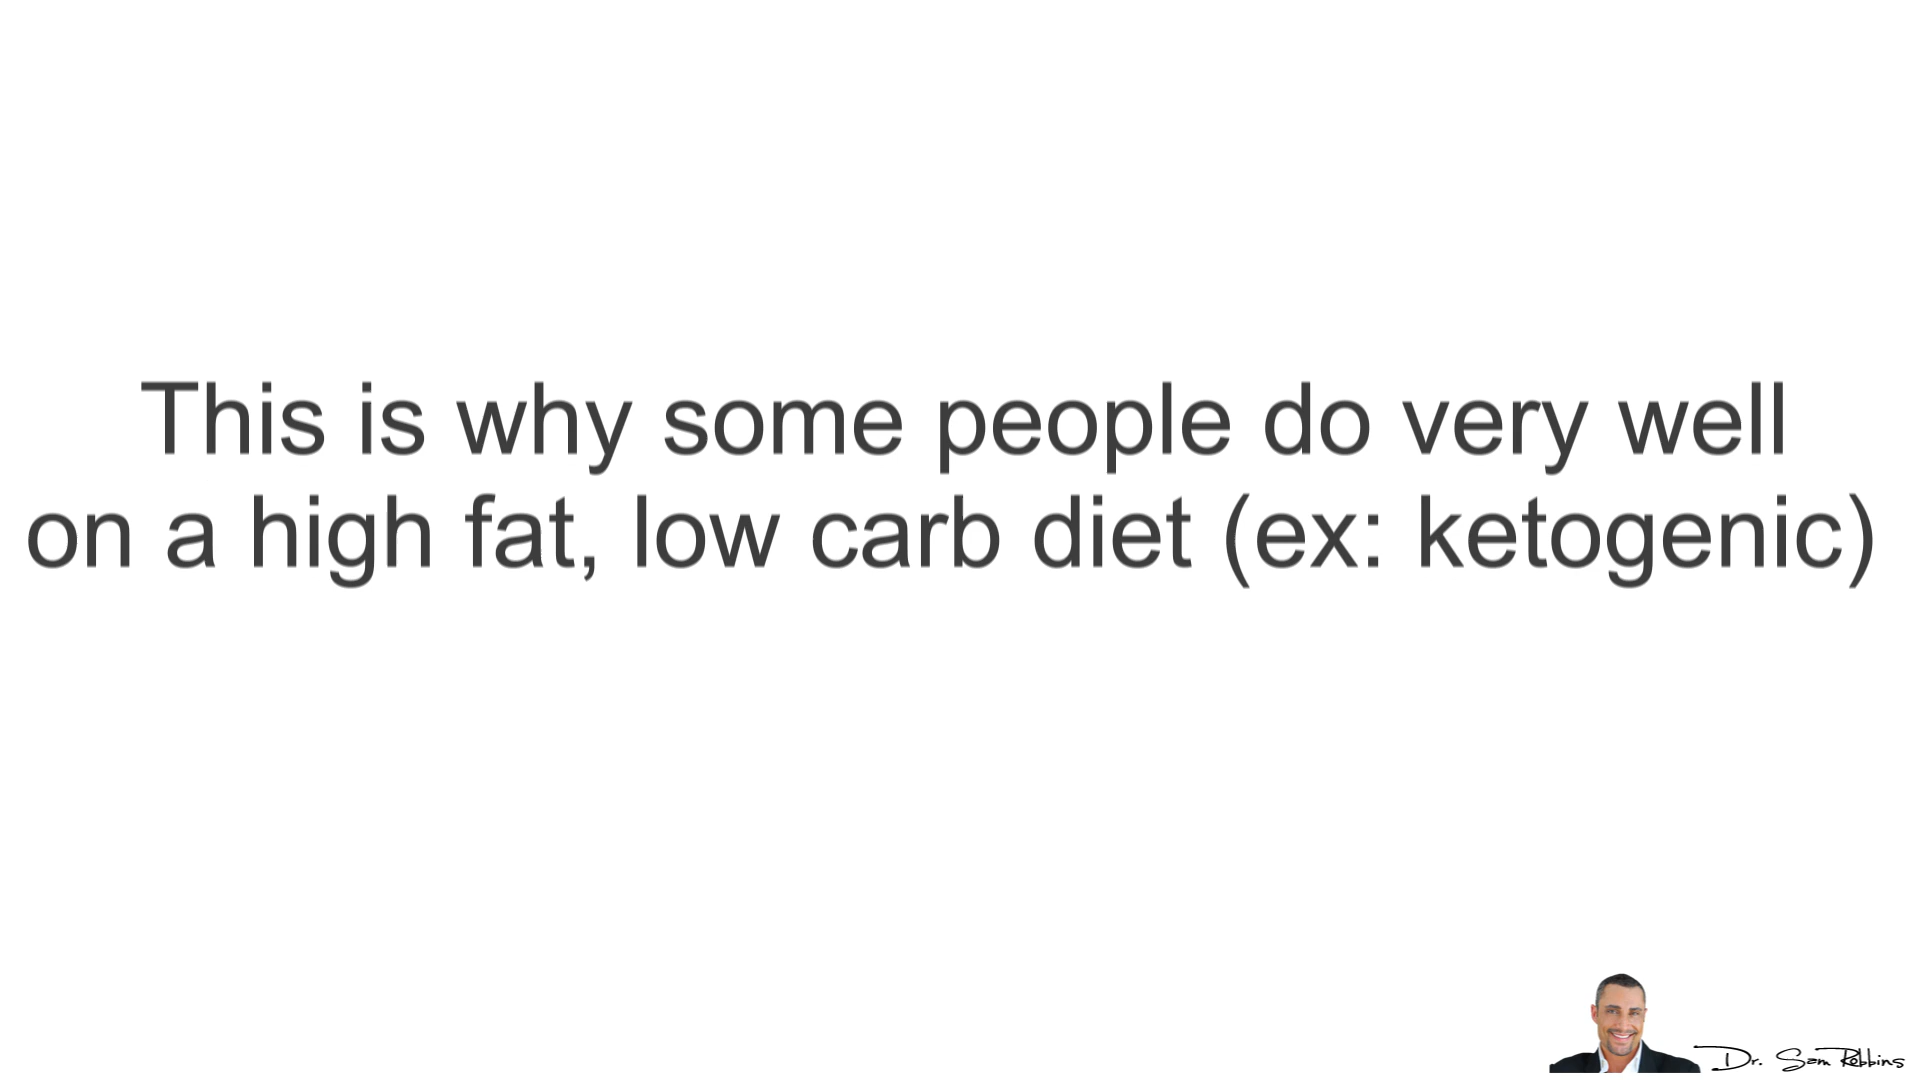 This is why some people do very well
on a high fat, low carb diet (ex: ketogenic)
Dr. Sam Robbins